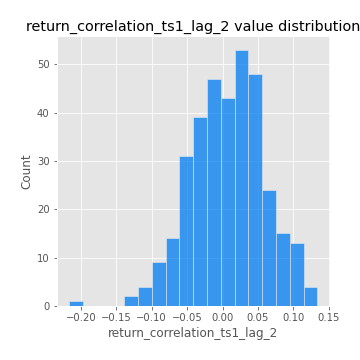 return_correlation_ts1_lag_2 value distribution
50
40
30
20
10
0
Count
−0.20 −0.15 −0.10 −0.05 0.00 0.05 0.10 0.15
return_correlation_ts1_lag_2